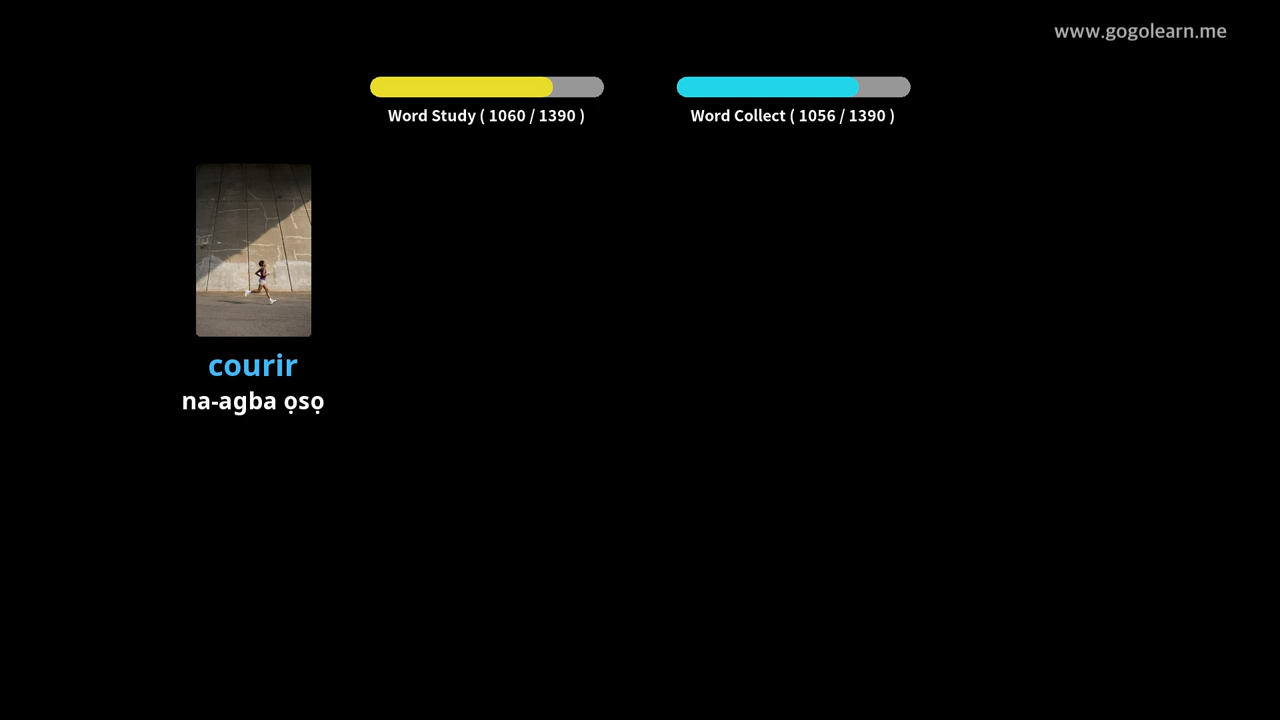 www.gogolearn.me
Word Study ( 1060 / 1390 )
Word Collect ( 1056 / 1390 )
courir
na-agba ọsọ